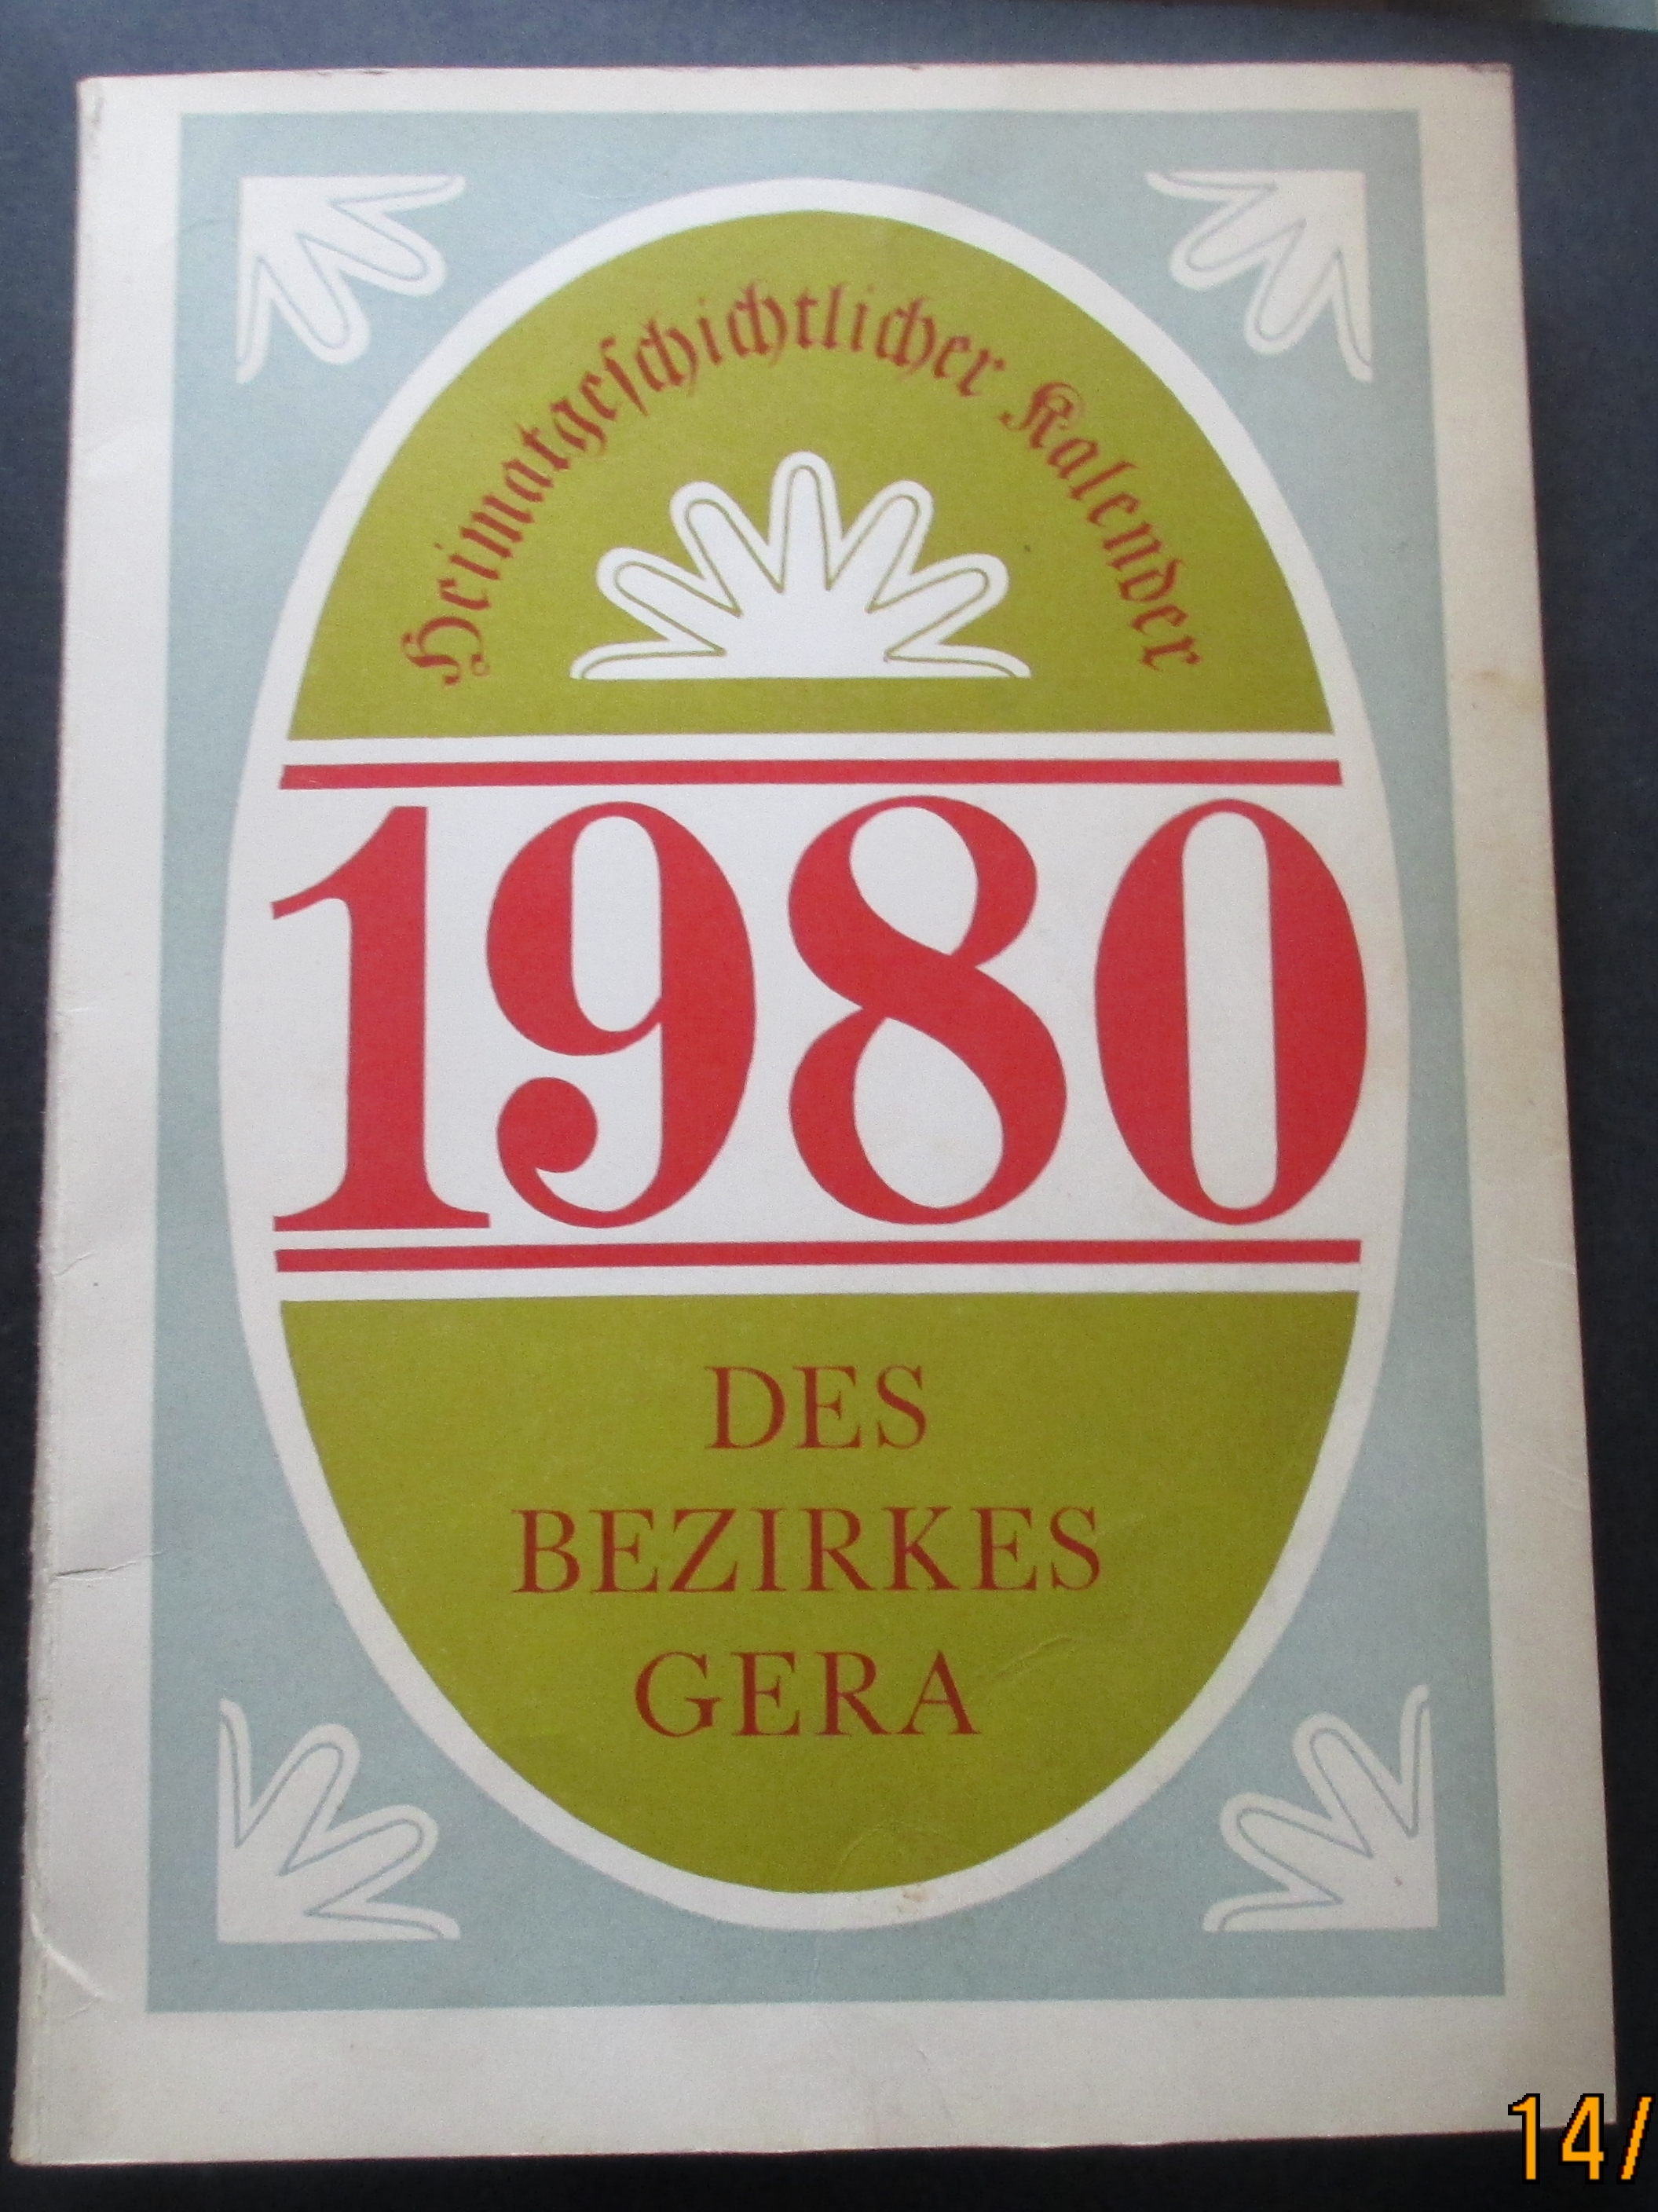 Heimatgeſchichtlicher Kalender
1980
DES
BEZIRKES
GERA
14/